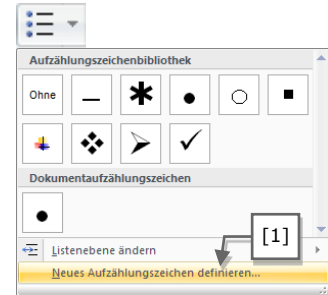 Aufzählungszeichenbibliothek
Ohne
Dokumentaufzählungszeichen
[1]
Listenebene ändern
Neues Aufzählungszeichen definieren...